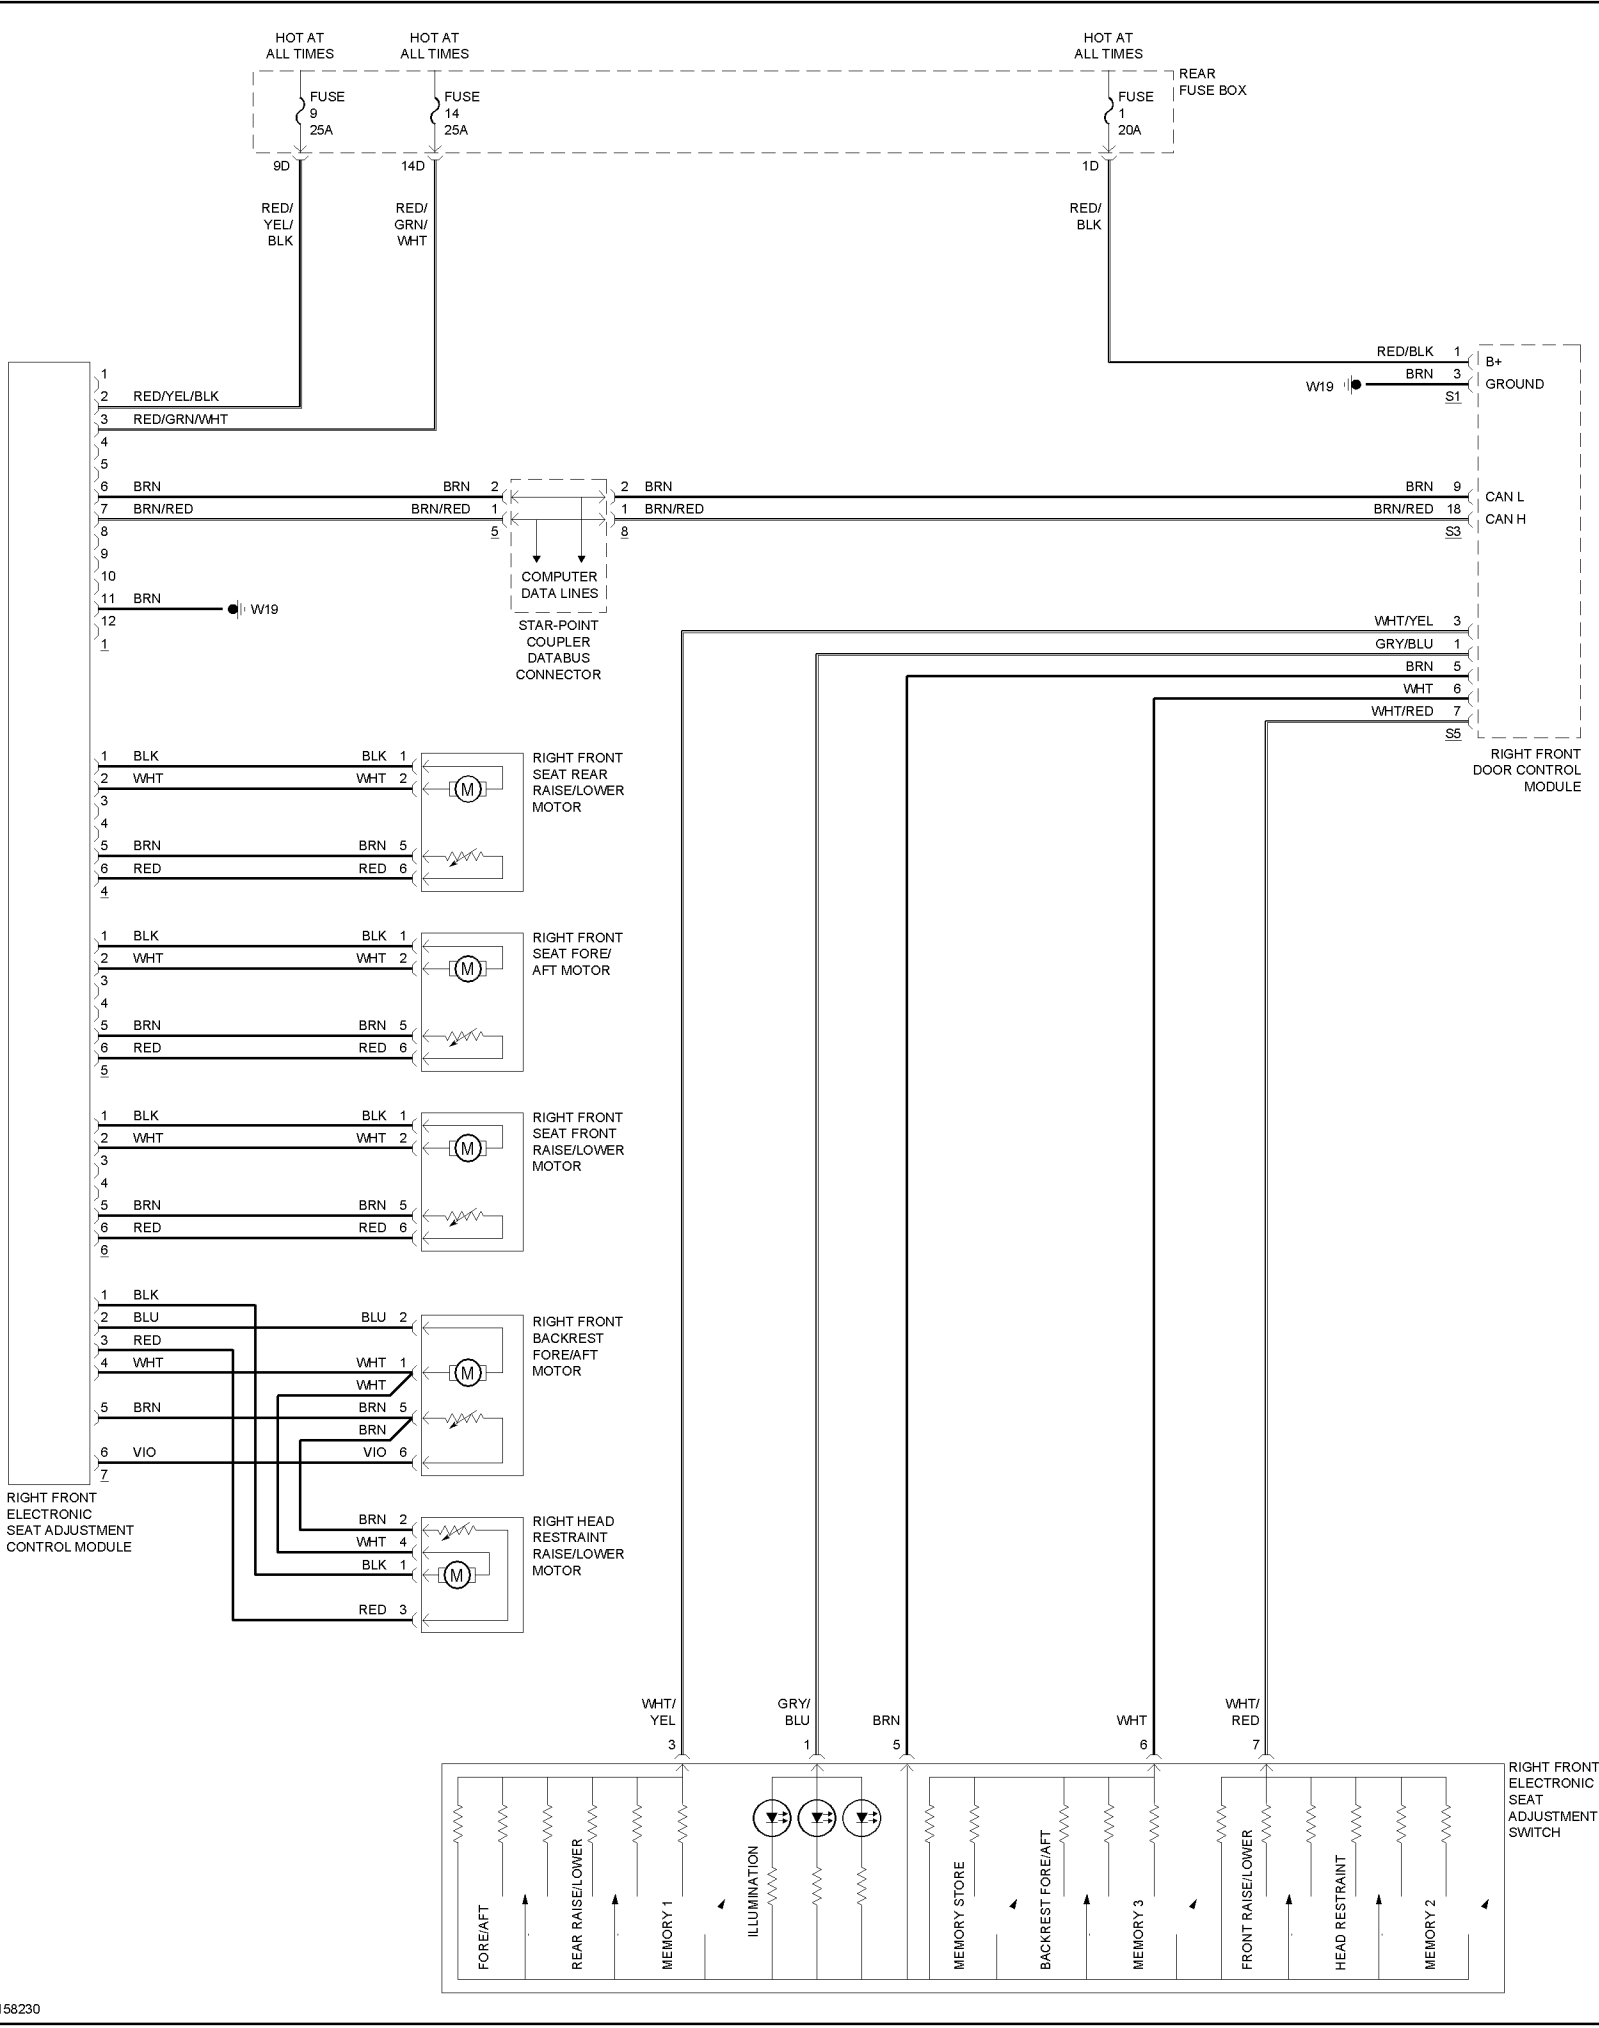 HOT AT
ALL TIMES
HOT AT
ALL TIMES
HOT AT
ALL TIMES
REAR
FUSE BOX
FUSE
9
25A
FUSE
14
25A
FUSE
1
20A
9D
14D
1D
RED/
YEL/
BLK
RED/
GRN/
WHT
RED/
BLK
RED/BLK 1
B+
BRN 3
GROUND
W19
S1
1
2 RED/YEL/BLK
3 RED/GRN/WHT
4
5
6 BRN
BRN 2
2 BRN
BRN 9
CAN L
7 BRN/RED
BRN/RED 1
1 BRN/RED
BRN/RED 18
CAN H
8
5
8
S3
9
10
11 BRN
W19
12
1
COMPUTER
DATA LINES
STAR-POINT
COUPLER
DATABUS
CONNECTOR
WHT/YEL 3
GRY/BLU 1
BRN 5
WHT 6
WHT/RED 7
S5
RIGHT FRONT
DOOR CONTROL
MODULE
1 BLK
BLK 1
2 WHT
WHT 2
3
4
5 BRN
BRN 5
6 RED
RED 6
4
M
RIGHT FRONT
SEAT REAR
RAISE/LOWER
MOTOR
1 BLK
BLK 1
2 WHT
WHT 2
3
4
5 BRN
BRN 5
6 RED
RED 6
5
M
RIGHT FRONT
SEAT FORE/
AFT MOTOR
1 BLK
BLK 1
2 WHT
WHT 2
3
4
5 BRN
BRN 5
6 RED
RED 6
6
M
RIGHT FRONT
SEAT FRONT
RAISE/LOWER
MOTOR
1 BLK
2 BLU
BLU 2
3 RED
4 WHT
WHT 1
WHT
5 BRN
BRN 5
BRN
6 VIO
VIO 6
7
M
RIGHT FRONT
BACKREST
FORE/AFT
MOTOR
RIGHT FRONT
ELECTRONIC
SEAT ADJUSTMENT
CONTROL MODULE
BRN 2
WHT 4
BLK 1
RED 3
M
RIGHT HEAD
RESTRAINT
RAISE/LOWER
MOTOR
WHT/
YEL
3
GRY/
BLU
1
BRN
5
WHT
6
WHT/
RED
7
RIGHT FRONT
ELECTRONIC
SEAT
ADJUSTMENT
SWITCH
FORE/AFT
REAR RAISE/LOWER
MEMORY 1
ILLUMINATION
MEMORY STORE
BACKREST FORE/AFT
MEMORY 3
FRONT RAISE/LOWER
HEAD RESTRAINT
MEMORY 2
158230